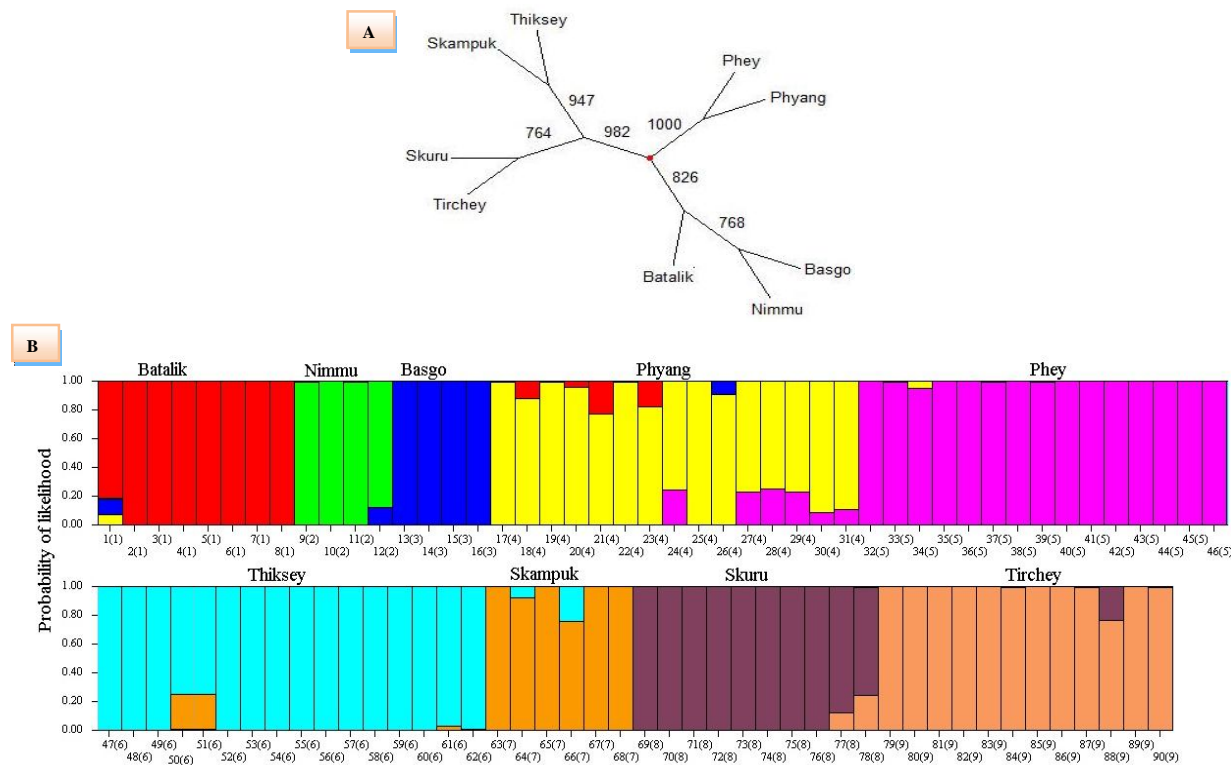 A
Thiksey
Skampuk
Phey
Phyang
947
764
982
1000
Skuru
826
Tirchey
768
Batalik
Basgo
Nimmu
B
Batalik Nimmu Basgo Phyang Phey
1.00
0.80
0.60
0.40
0.20
0.00
1(1) 3(1) 5(1) 7(1) 9(2) 11(2) 13(3) 15(3) 17(4) 19(4) 21(4) 23(4) 25(4) 27(4) 29(4) 31(4) 33(5) 35(5) 37(5) 39(5) 41(5) 43(5) 45(5)
2(1) 4(1) 6(1) 8(1) 10(2) 12(2) 14(3) 16(3) 18(4) 20(4) 22(4) 24(4) 26(4) 28(4) 30(4) 32(5) 34(5) 36(5) 38(5) 40(5) 42(5) 44(5) 46(5)
Probability of likelihood
Thiksey Skampuk Skuru Tirchey
1.00
0.80
0.60
0.40
0.20
0.00
47(6) 49(6) 51(6) 53(6) 55(6) 57(6) 59(6) 61(6) 63(7) 65(7) 67(7) 69(8) 71(8) 73(8) 75(8) 77(8) 79(9) 81(9) 83(9) 85(9) 87(9) 89(9)
48(6) 50(6) 52(6) 54(6) 56(6) 58(6) 60(6) 62(6) 64(7) 66(7) 68(7) 70(8) 72(8) 74(8) 76(8) 78(8) 80(9) 82(9) 84(9) 86(9) 88(9) 90(9)